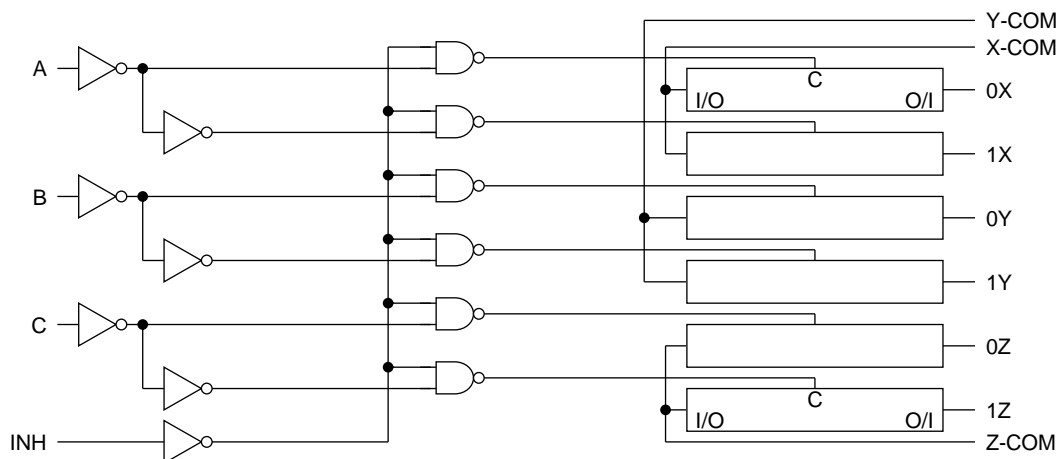 Y-COM
X-COM
A
C
I/O
O/I
0X
1X
B
0Y
1Y
C
0Z
C
I/O
O/I
1Z
INH
Z-COM